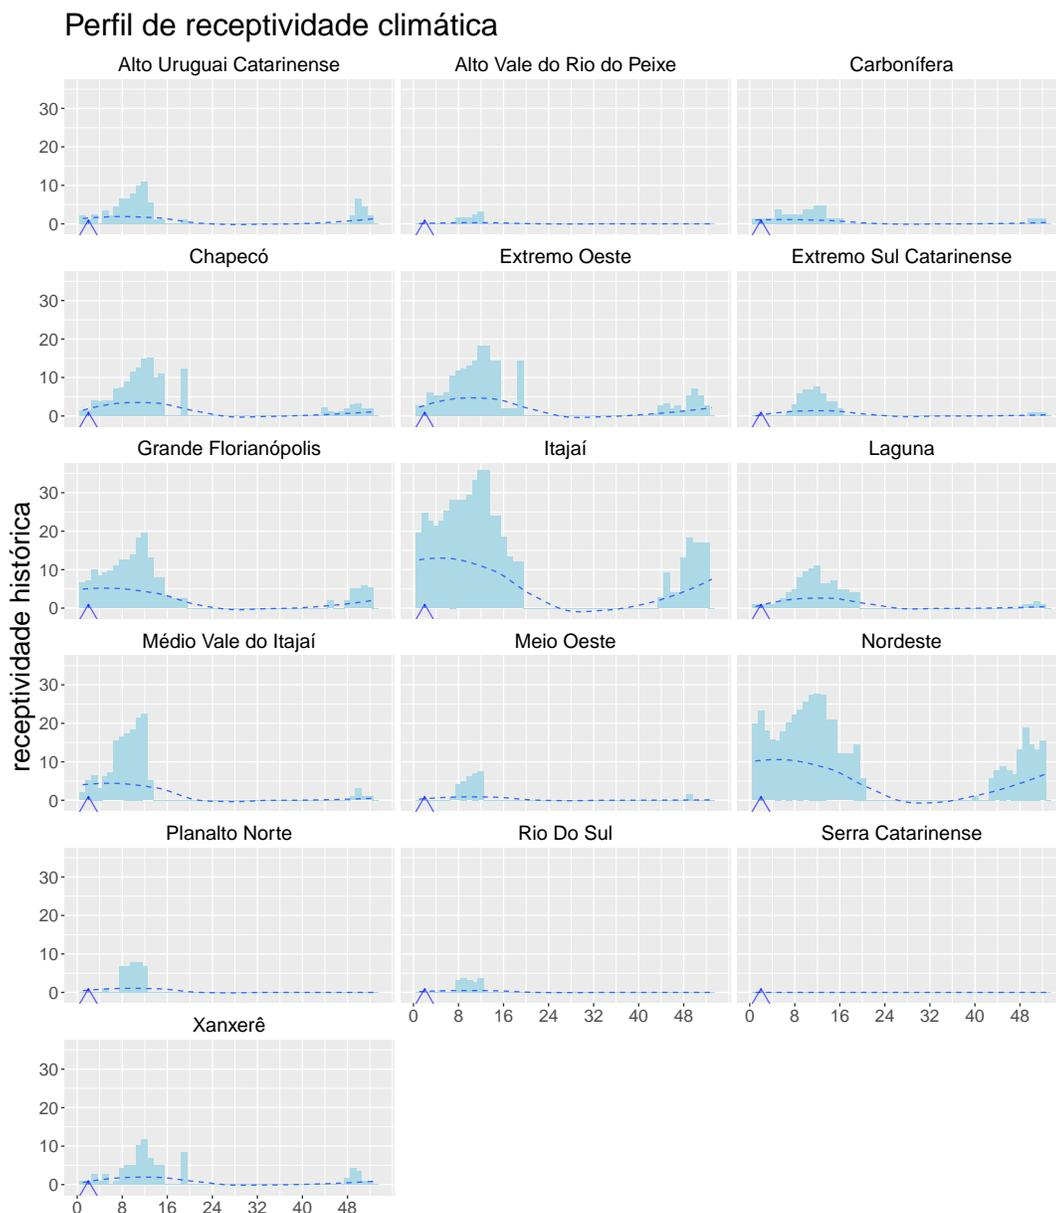 Perfil de receptividade climática
Alto Uruguai Catarinense
Alto Vale do Rio do Peixe
Carbonífera
30
20
10
0
Chapecó
Extremo Oeste
Extremo Sul Catarinense
30
20
10
0
Grande Florianópolis
Itajaí
Laguna
30
20
10
0
receptividade histórica
Médio Vale do Itajaí
Meio Oeste
Nordeste
30
20
10
0
Planalto Norte
Rio Do Sul
Serra Catarinense
30
20
10
0
0 8 16 24 32 40 48
0 8 16 24 32 40 48
Xanxerê
30
20
10
0
0 8 16 24 32 40 48